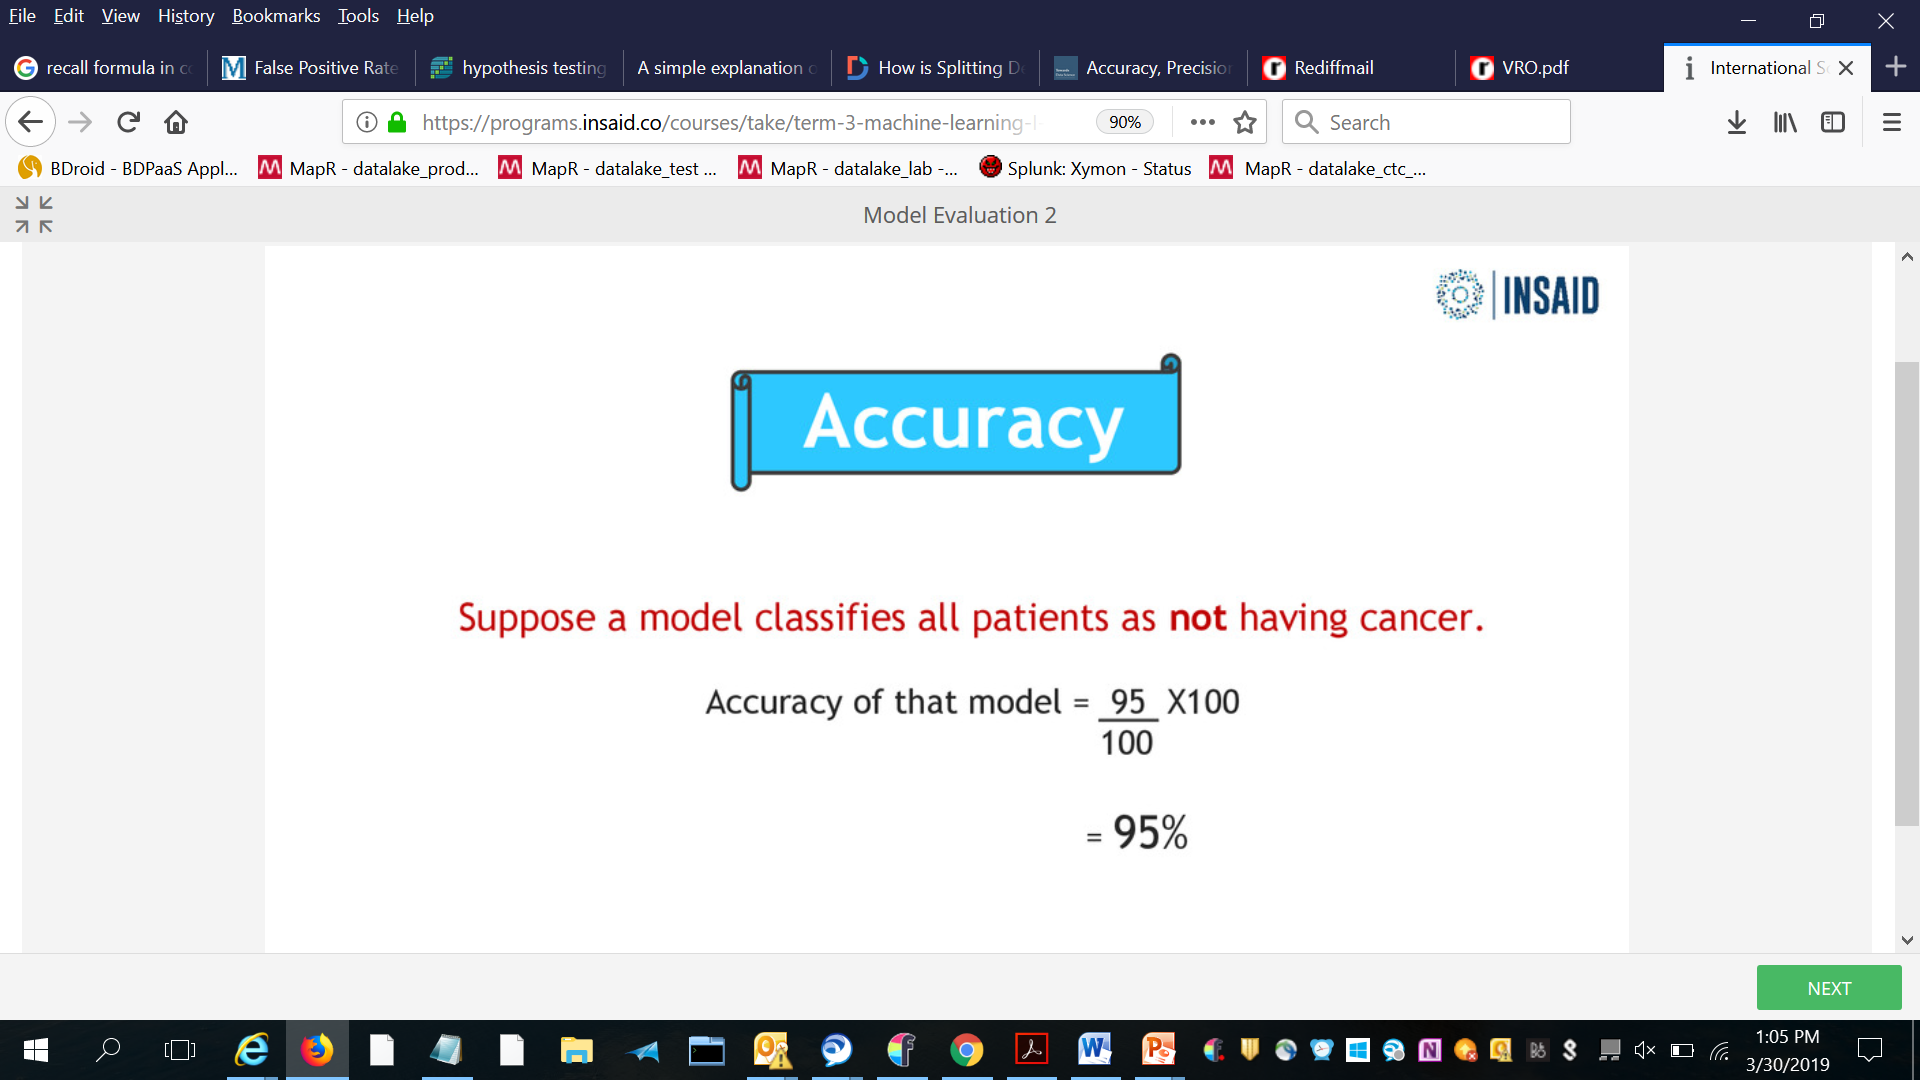 File Edit View History Bookmarks Tools Help
recall formula in c
False Positive Rate
hypothesis testing
A simple explanation o
How is Splitting D
Accuracy, Precision
Rediffmail
VRO.pdf
International S
https://programs.insaid.co/courses/take/term-3-machine-learning-l
90%
Search
BDroid - BDPaaS Appl...
MapR - datalake_prod...
MapR - datalake_test ...
MapR - datalake_lab -...
Splunk: Xymon - Status
MapR - datalake_ctc_...
Model Evaluation 2
INSAID
Accuracy
Suppose a model classifies all patients as not having cancer.
Accuracy of that model = 95 X100
100
= 95%
NEXT
1:05 PM
3/30/2019